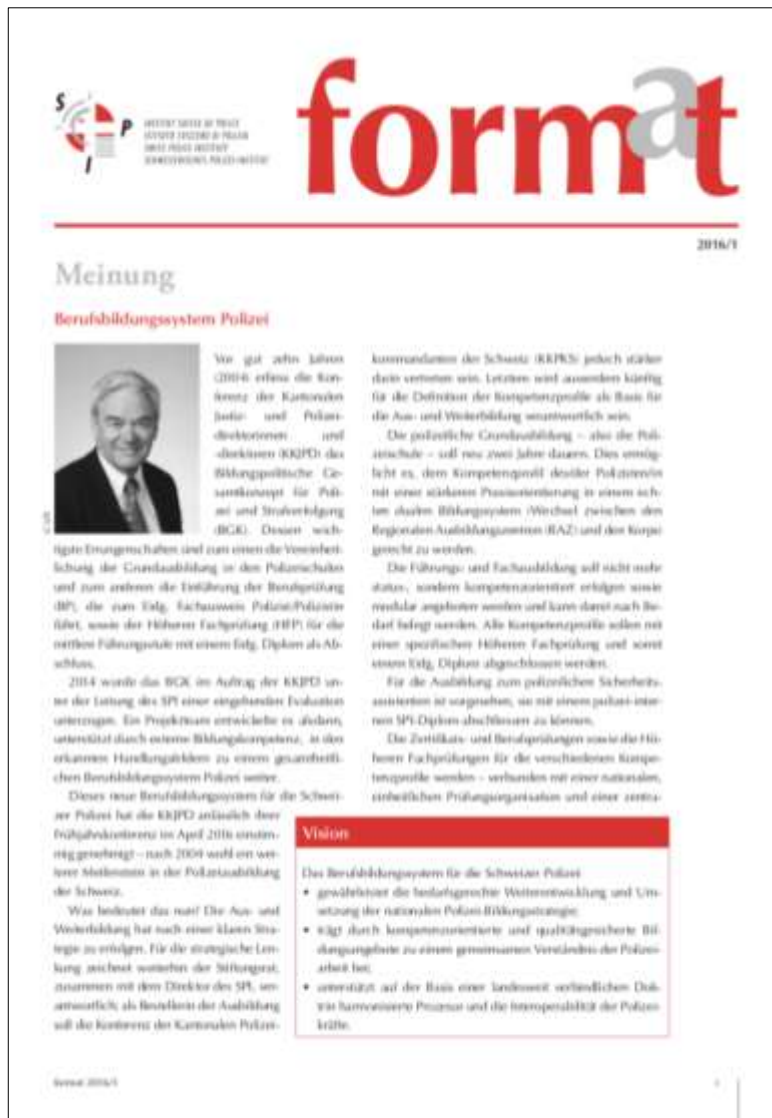 S
P
I
INSTITUT SUISSE DE POLICE
ISTITUTO SVIZZERO DI POLIZIA
SWISS POLICE INSTITUTE
SCHWEIZERISCHES POLIZEI-INSTITUT
format
2016/1
Meinung
Berufsbildungssystem Polizei
Vor gut zehn Jahren
(2004) erliess die Kon-
ferenz der Kantonalen
Justiz- und Polizei-
direktorinnen und
-direktoren (KKJPD) das
Bildungspolitische Ge-
samtkonzept für Poli-
zei und Strafverfolgung
(BGK). Dessen wich-
tigste Errungenschaften sind zum einen die Vereinheit-
lichung der Grundausbildung in den Polizeischulen
und zum anderen die Einführung der Berufsprüfung
(BP), die zum Eidg. Fachausweis Polizist/Polizistin
führt, sowie der Höheren Fachprüfung (HFP) für die
mittlere Führungsstufe mit einem Eidg. Diplom als Ab-
schluss.
2014 wurde das BGK im Auftrag der KKJPD un-
ter der Leitung des SPI einer eingehenden Evaluation
unterzogen. Ein Projektteam entwickelte es alsdann,
unterstützt durch externe Bildungskompetenz, in den
erkannten Handlungsfeldern zu einem gesamtheitli-
chen Berufsbildungssystem Polizei weiter.
Dieses neue Berufsbildungssystem für die Schwei-
zer Polizei hat die KKJPD anlässlich ihrer
Frühjahrskonferenz im April 2016 einstim-
mig genehmigt – nach 2004 wohl ein wei-
terer Meilenstein in der Polizeiausbildung
der Schweiz.
Was bedeutet das nun? Die Aus- und
Weiterbildung hat nach einer klaren Stra-
tegie zu erfolgen. Für die strategische Len-
kung zeichnet weiterhin der Stiftungsrat,
zusammen mit dem Direktor des SPI, ver-
antwortlich; als Bestellerin der Ausbildung
soll die Konferenz der Kantonalen Polizei-
kommandanten der Schweiz (KKPKS) jedoch stärker
darin vertreten sein. Letztere wird ausserdem künftig
für die Definition der Kompetenzprofile als Basis für
die Aus- und Weiterbildung verantwortlich sein.
Die polizeiliche Grundausbildung – also die Poli-
zeischule – soll neu zwei Jahre dauern. Dies ermög-
licht es, dem Kompetenzprofil des/der Polizisten/in
mit einer stärkeren Praxisorientierung in einem ech-
ten dualen Bildungssystem (Wechsel zwischen den
Regionalen Ausbildungszentren (RAZ) und den Korps)
gerecht zu werden.
Die Führungs- und Fachausbildung soll nicht mehr
status-, sondern kompetenzorientiert erfolgen sowie
modular angeboten werden und kann damit nach Be-
darf belegt werden. Alle Kompetenzprofile sollen mit
einer spezifischen Höheren Fachprüfung und somit
einem Eidg. Diplom abgeschlossen werden.
Für die Ausbildung zum polizeilichen Sicherheits-
assistenten ist vorgesehen, sie mit einem polizei-inter-
nen SPI-Diplom abschliessen zu können.
Die Zertifikats- und Berufsprüfungen sowie die Hö-
heren Fachprüfungen für die verschiedenen Kompe-
tenzprofile werden – verbunden mit einer nationalen,
einheitlichen Prüfungsorganisation und einer zentra-
Vision
Das Berufsbildungssystem für die Schweizer Polizei
• gewährleistet die bedarfsgerechte Weiterentwicklung und Um-
setzung der nationalen Polizei-Bildungsstrategie;
• trägt durch kompetenzorientierte und qualitätsgesicherte Bil-
dungsangebote zu einem gemeinsamen Verständnis der Polizei-
arbeit bei;
• unterstützt auf der Basis einer landesweit verbindlichen Dok-
trin harmonisierte Prozesse und die Interoperabilität der Polizei-
kräfte.
format 2016/1